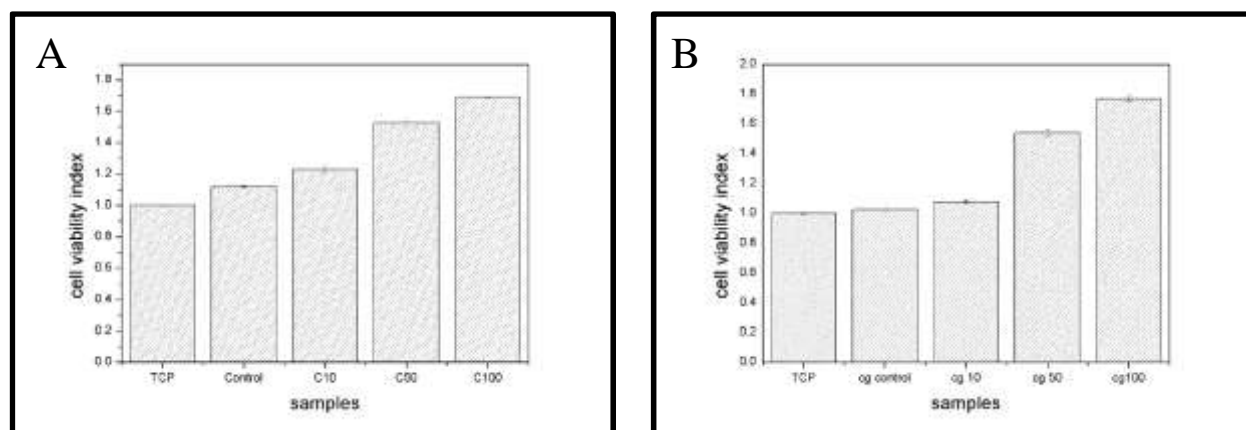 A
cell viability index
1.8
1.6
1.4
1.2
1.0
0.8
0.6
0.4
0.2
0.0
TCP Control C10 C50 C100
samples
B
cell viability index
2.0
1.8
1.6
1.4
1.2
1.0
0.8
0.6
0.4
0.2
0.0
TCP cg control cg 10 cg 50 cg100
samples